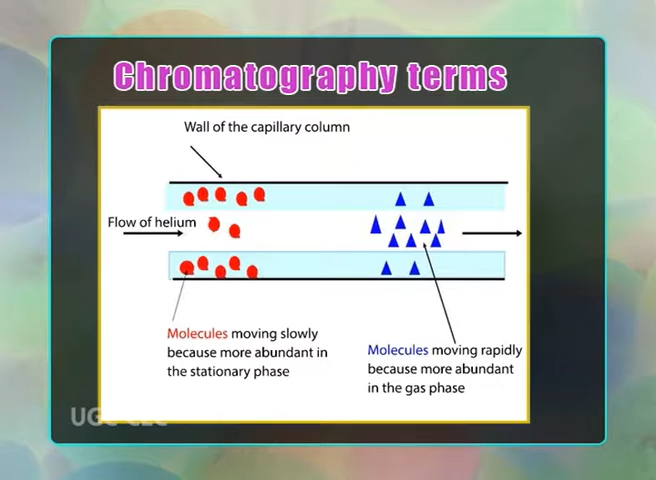 Chromatography terms
Wall of the capillary column
Flow of helium
Molecules moving slowly
because more abundant in
the stationary phase
Molecules moving rapidly
because more abundant
in the gas phase